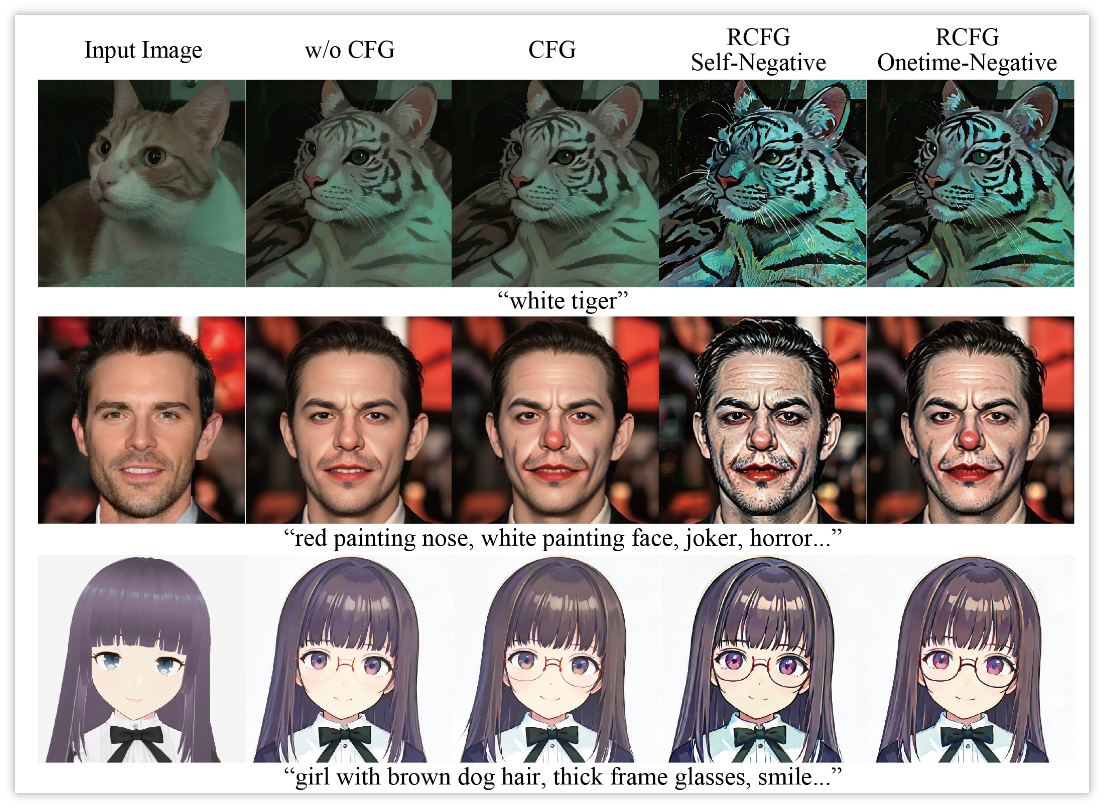 Input Image
w/o CFG
CFG
RCFG
Self-Negative
RCFG
Onetime-Negative
“white tiger”
“red painting nose, white painting face, joker, horror...”
“girl with brown dog hair, thick frame glasses, smile...”